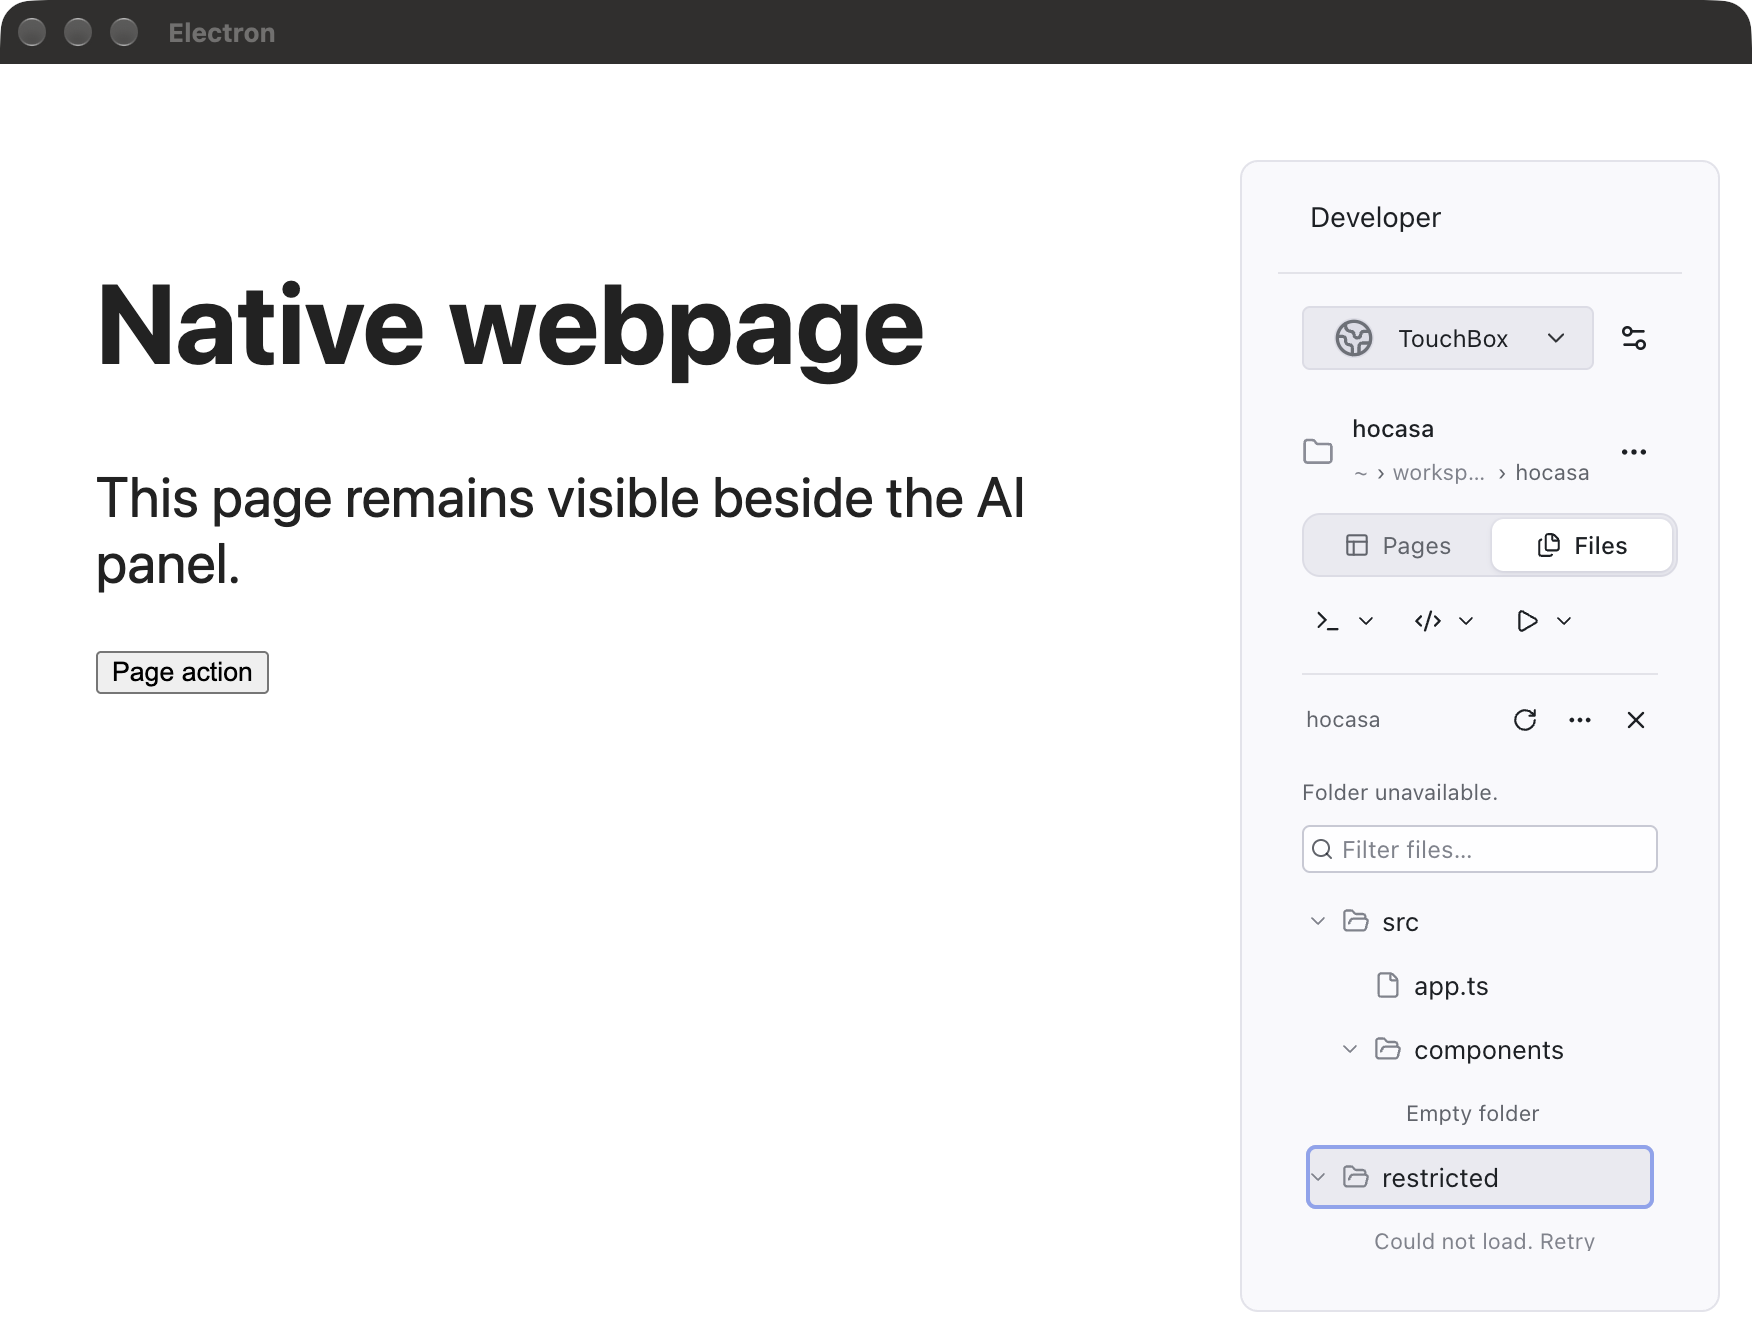 Electron
Native webpage
This page remains visible beside the AI
panel.
Page action
Developer
TouchBox
hocasa
~ › worksp... › hocasa
Pages
Files
hocasa
Folder unavailable.
Filter files...
src
app.ts
components
Empty folder
restricted
Could not load. Retry